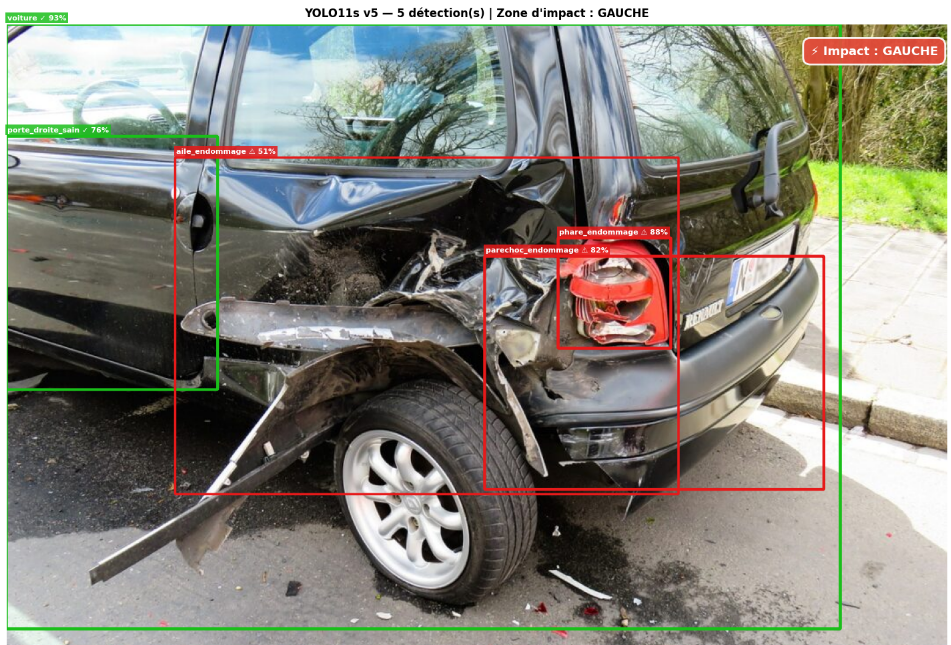 YOLO11s v5 — 5 détection(s) | Zone d'impact : GAUCHE
voiture ✓ 93%
⚡ Impact : GAUCHE
porte_droite_sain ✓ 76%
aile_endommage ⚠ 51%
phare_endommage ⚠ 88%
parechoc_endommage ⚠ 82%
RENAULT